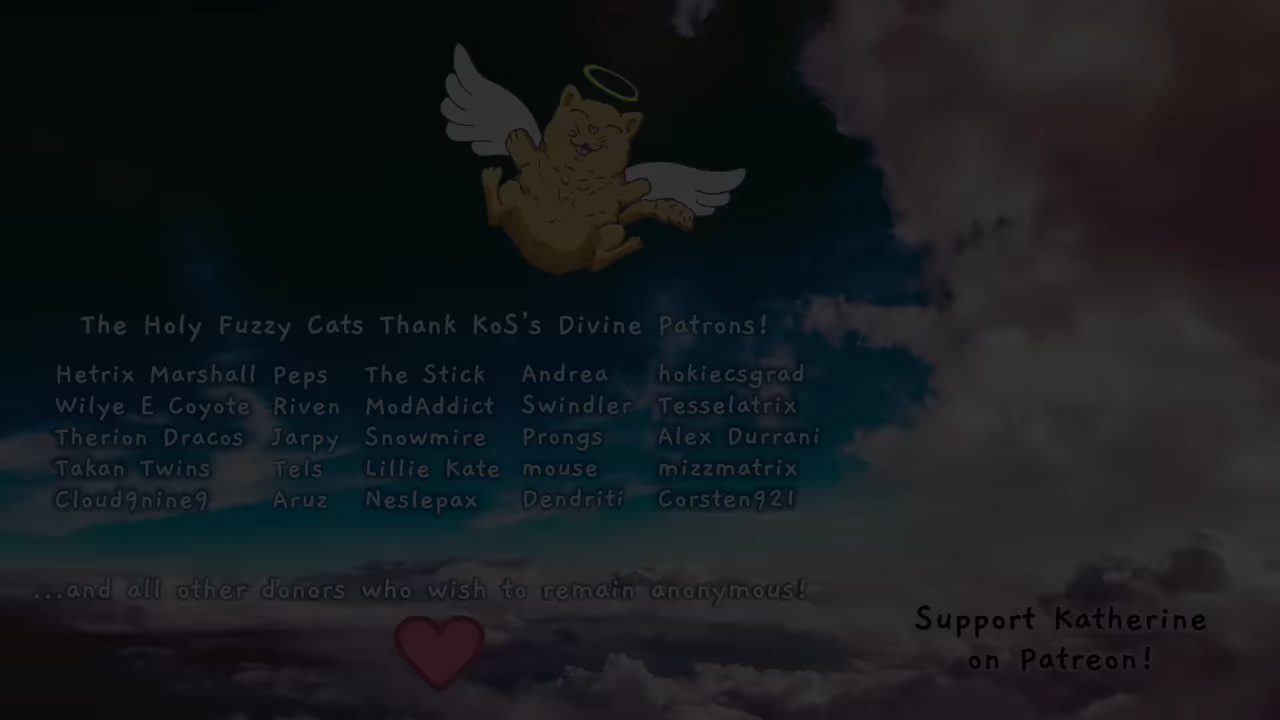 The Holy Fuzzy Cats Thank KoS's Divine Patrons!
Hetrix Marshall Peps The Stick Andrea hokiecsgrad
Wilye E Coyote Riven ModAddict Swindler Tesselatrix
Therion Dracos Jarpy Snowmire Prongs Alex Durrani
Takan Twins Tels Lillie Kate mouse mizzmatrix
Cloud9nine9 Aruz Neslepax Dendriti Corsten921
...and all other donors who wish to remain anonymous!
Support Katherine
on Patreon!